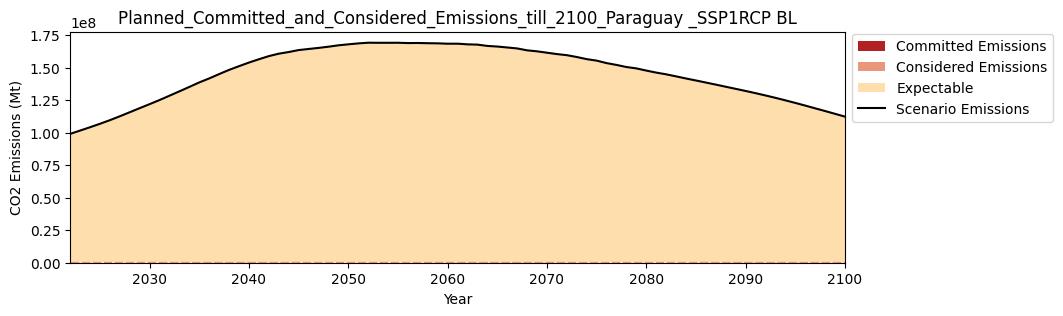 Planned_Committed_and_Considered_Emissions_till_2100_Paraguay _SSP1RCP BL
1e8
1.75
1.50
1.25
1.00
0.75
0.50
0.25
0.00
CO2 Emissions (Mt)
2030 2040 2050 2060 2070 2080 2090 2100
Year
Committed Emissions
Considered Emissions
Expectable
Scenario Emissions